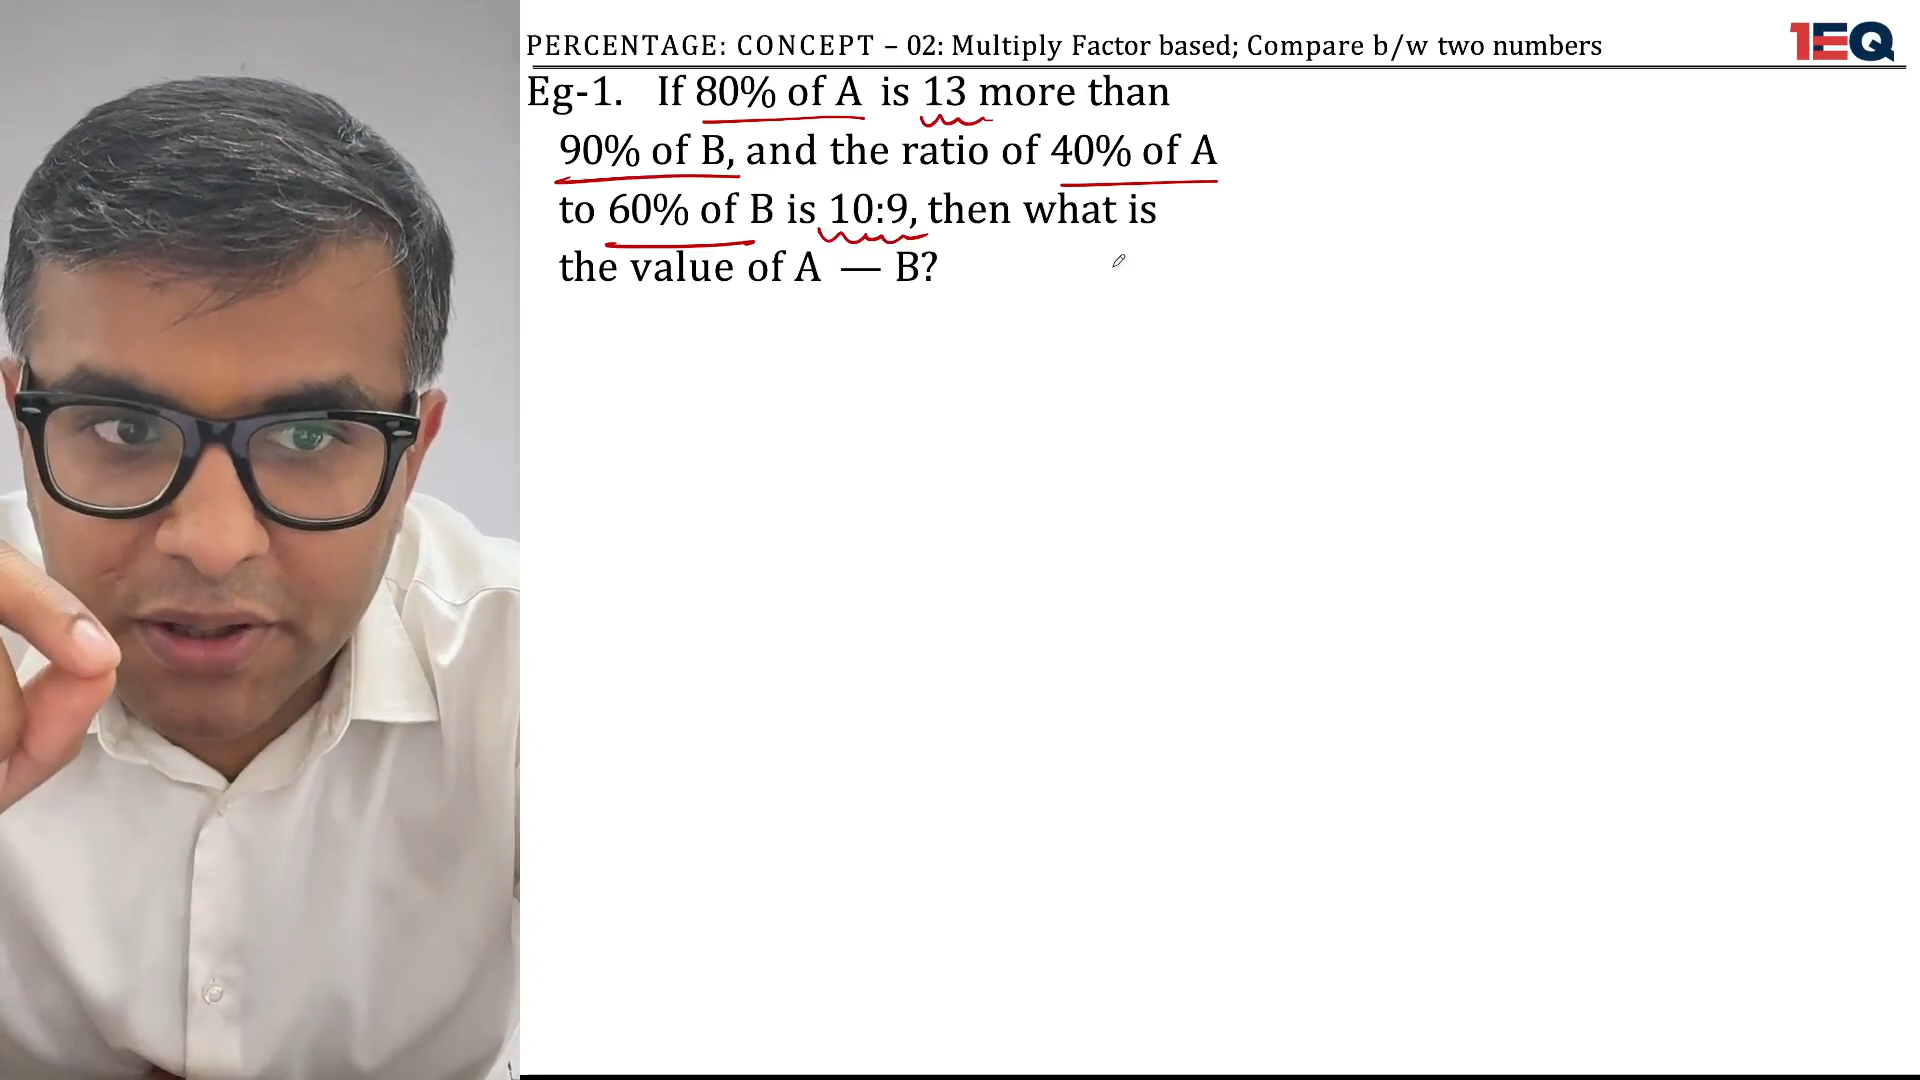 PERCENTAGE: CONCEPT – 02: Multiply Factor based; Compare b/w two numbers
1EQ
Eg-1. If 80% of A is 13 more than
90% of B, and the ratio of 40% of A
to 60% of B is 10:9, then what is
the value of A — B?